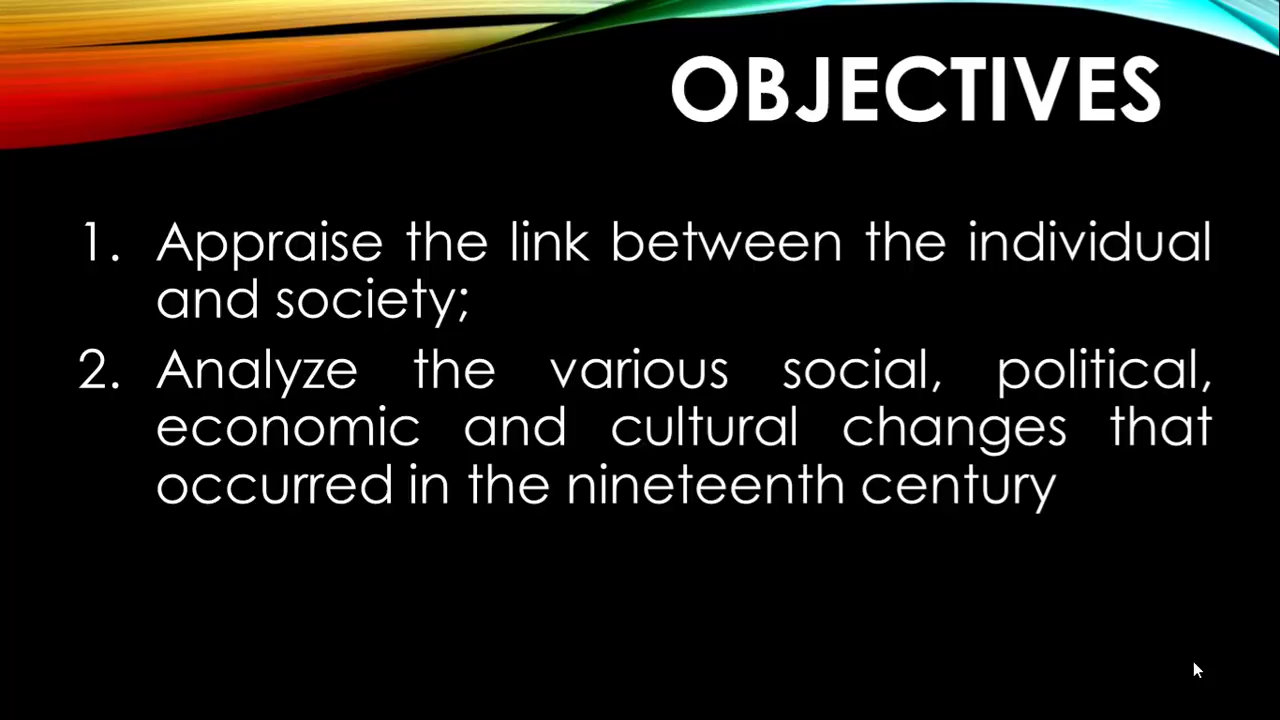 OBJECTIVES
1. Appraise the link between the individual
and society;
2. Analyze the various social, political,
economic and cultural changes that
occurred in the nineteenth century